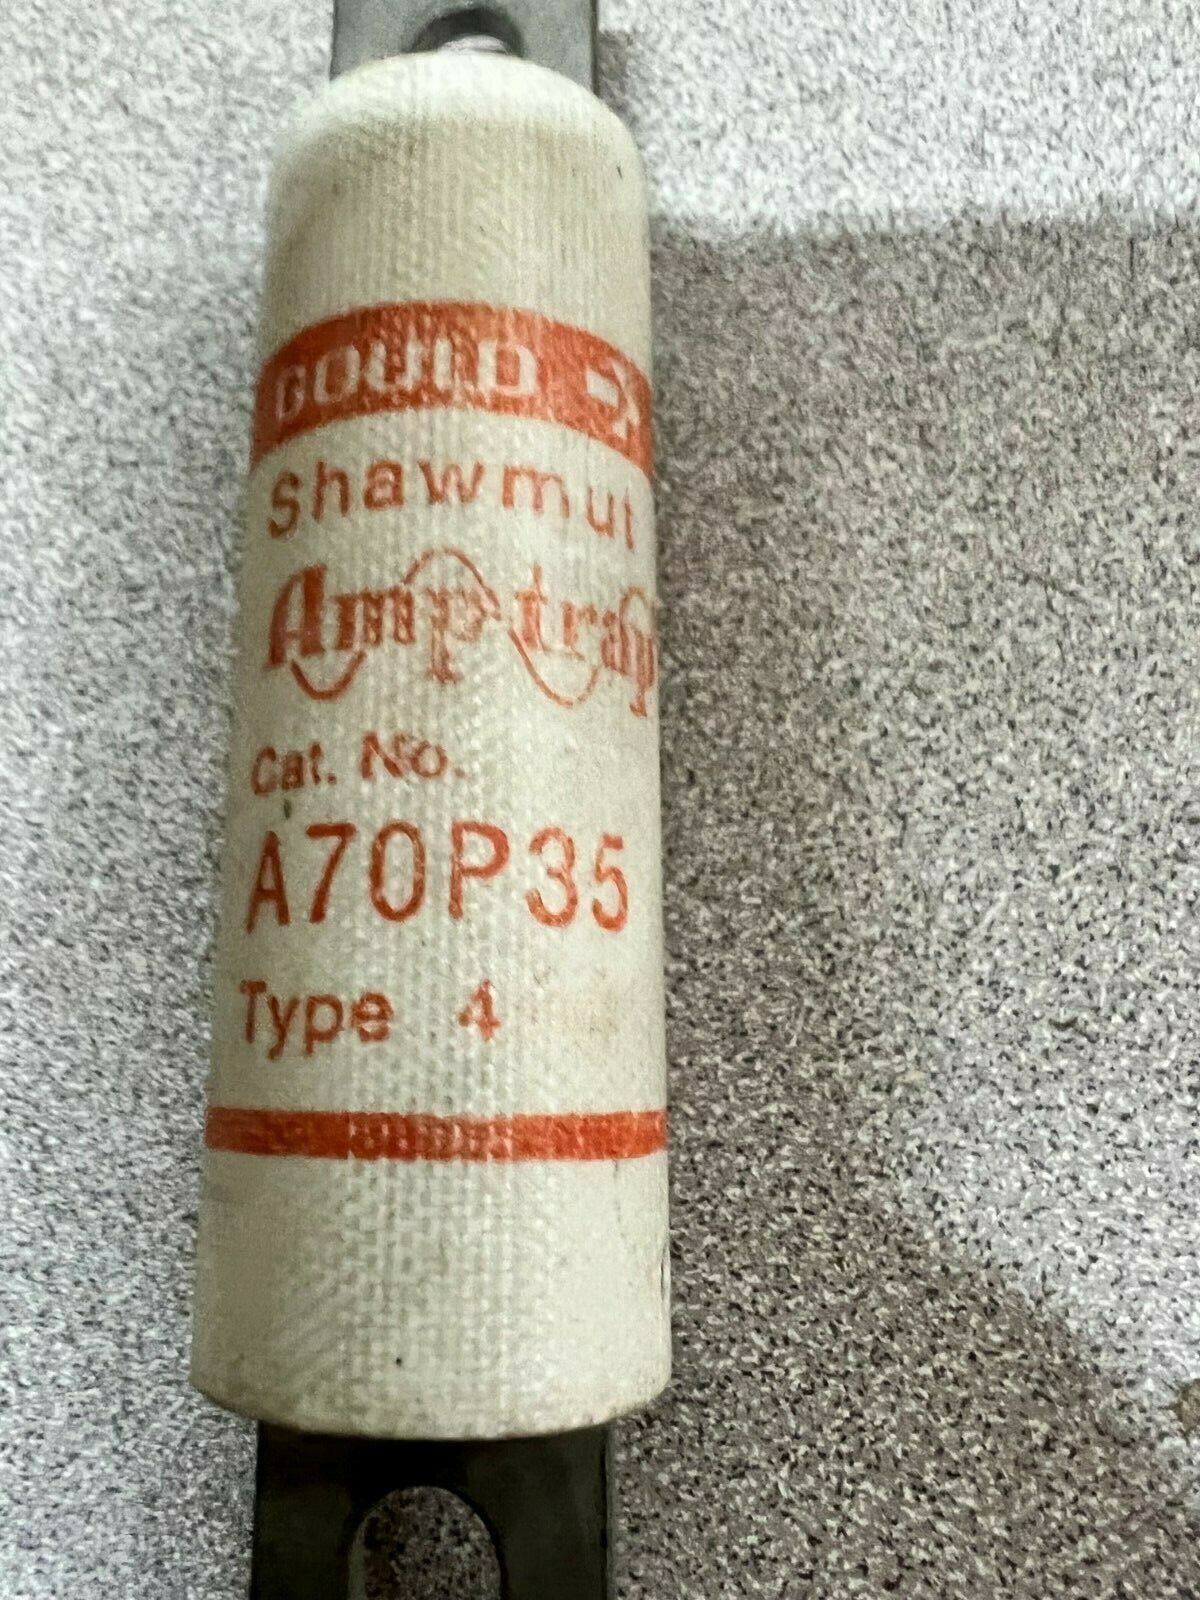 GOULD
Shawmut
Amp-trap
Cat. No.
A70P35
Type 4